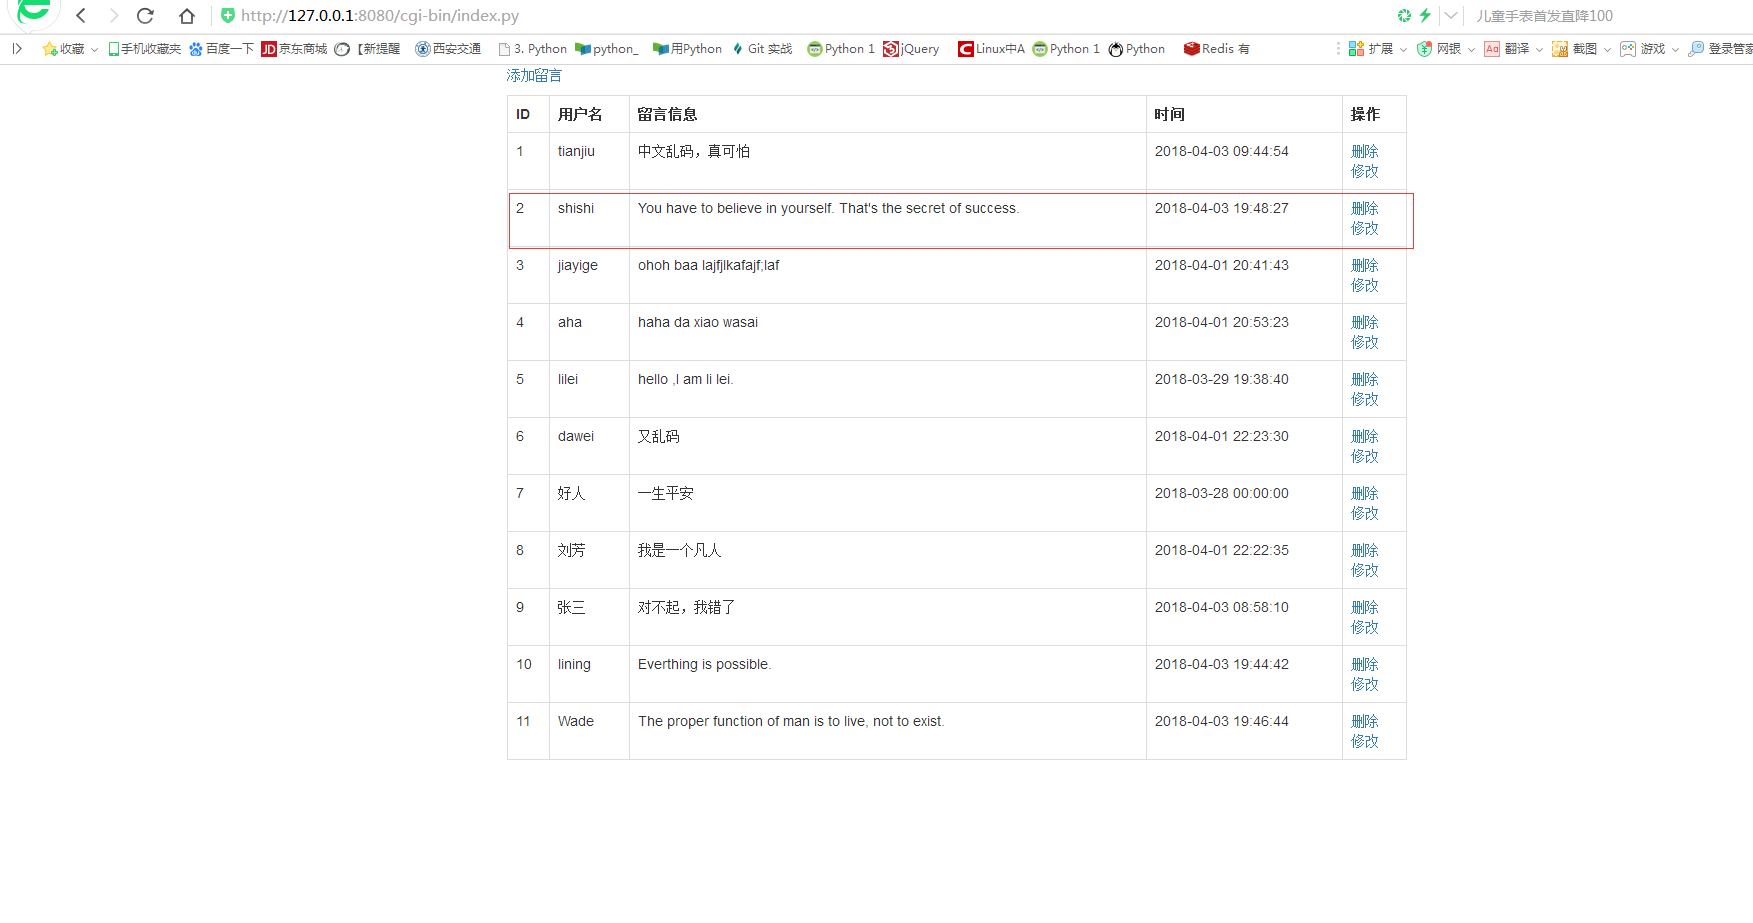 http://127.0.0.1:8080/cgi-bin/index.py 儿童手表首发直降100
收藏 手机收藏夹 百度一下 JD 京东商城 【新提醒 西安交通 3. Python python_ 用Python Git 实战 Python 1 jQuery Linux中A Python 1 Python Redis 有 扩展 网银 Aa 翻译 截图 游戏 登录管家
添加留言
ID 用户名 留言信息 时间 操作
1 tianjiu 中文乱码，真可怕 2018-04-03 09:44:54 删除
修改
2 shishi You have to believe in yourself. That's the secret of success. 2018-04-03 19:48:27 删除
修改
3 jiayige ohoh baa lajfjlkafajf;laf 2018-04-01 20:41:43 删除
修改
4 aha haha da xiao wasai 2018-04-01 20:53:23 删除
修改
5 lilei hello ,I am li lei. 2018-03-29 19:38:40 删除
修改
6 dawei 又乱码 2018-04-01 22:23:30 删除
修改
7 好人 一生平安 2018-03-28 00:00:00 删除
修改
8 刘芳 我是一个凡人 2018-04-01 22:22:35 删除
修改
9 张三 对不起，我错了 2018-04-03 08:58:10 删除
修改
10 lining Everthing is possible. 2018-04-03 19:44:42 删除
修改
11 Wade The proper function of man is to live, not to exist. 2018-04-03 19:46:44 删除
修改